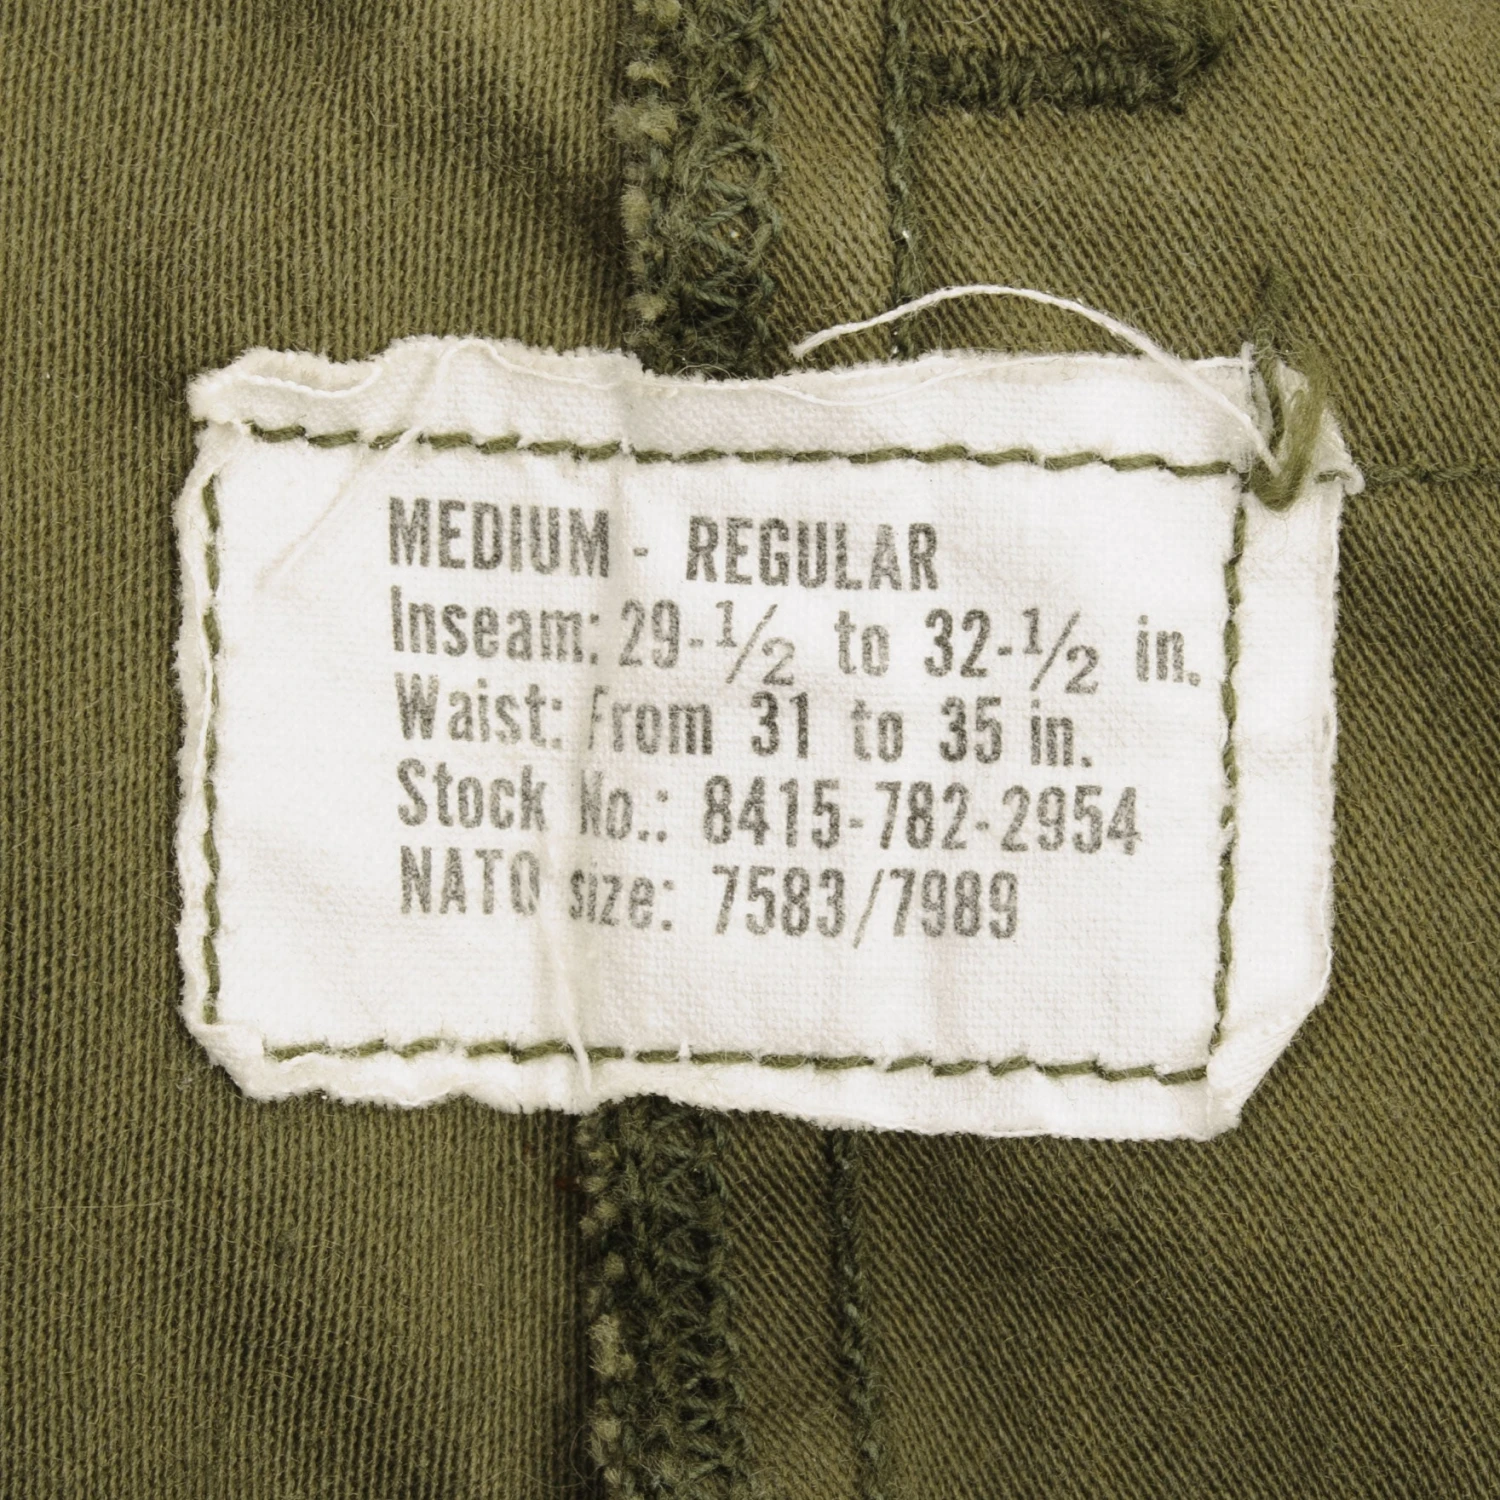 MEDIUM - REGULAR
Inseam: 29-1/2 to 32-1/2 in.
Waist: From 31 to 35 in.
Stock No.: 8415-782-2954
NATO size: 7583/7989